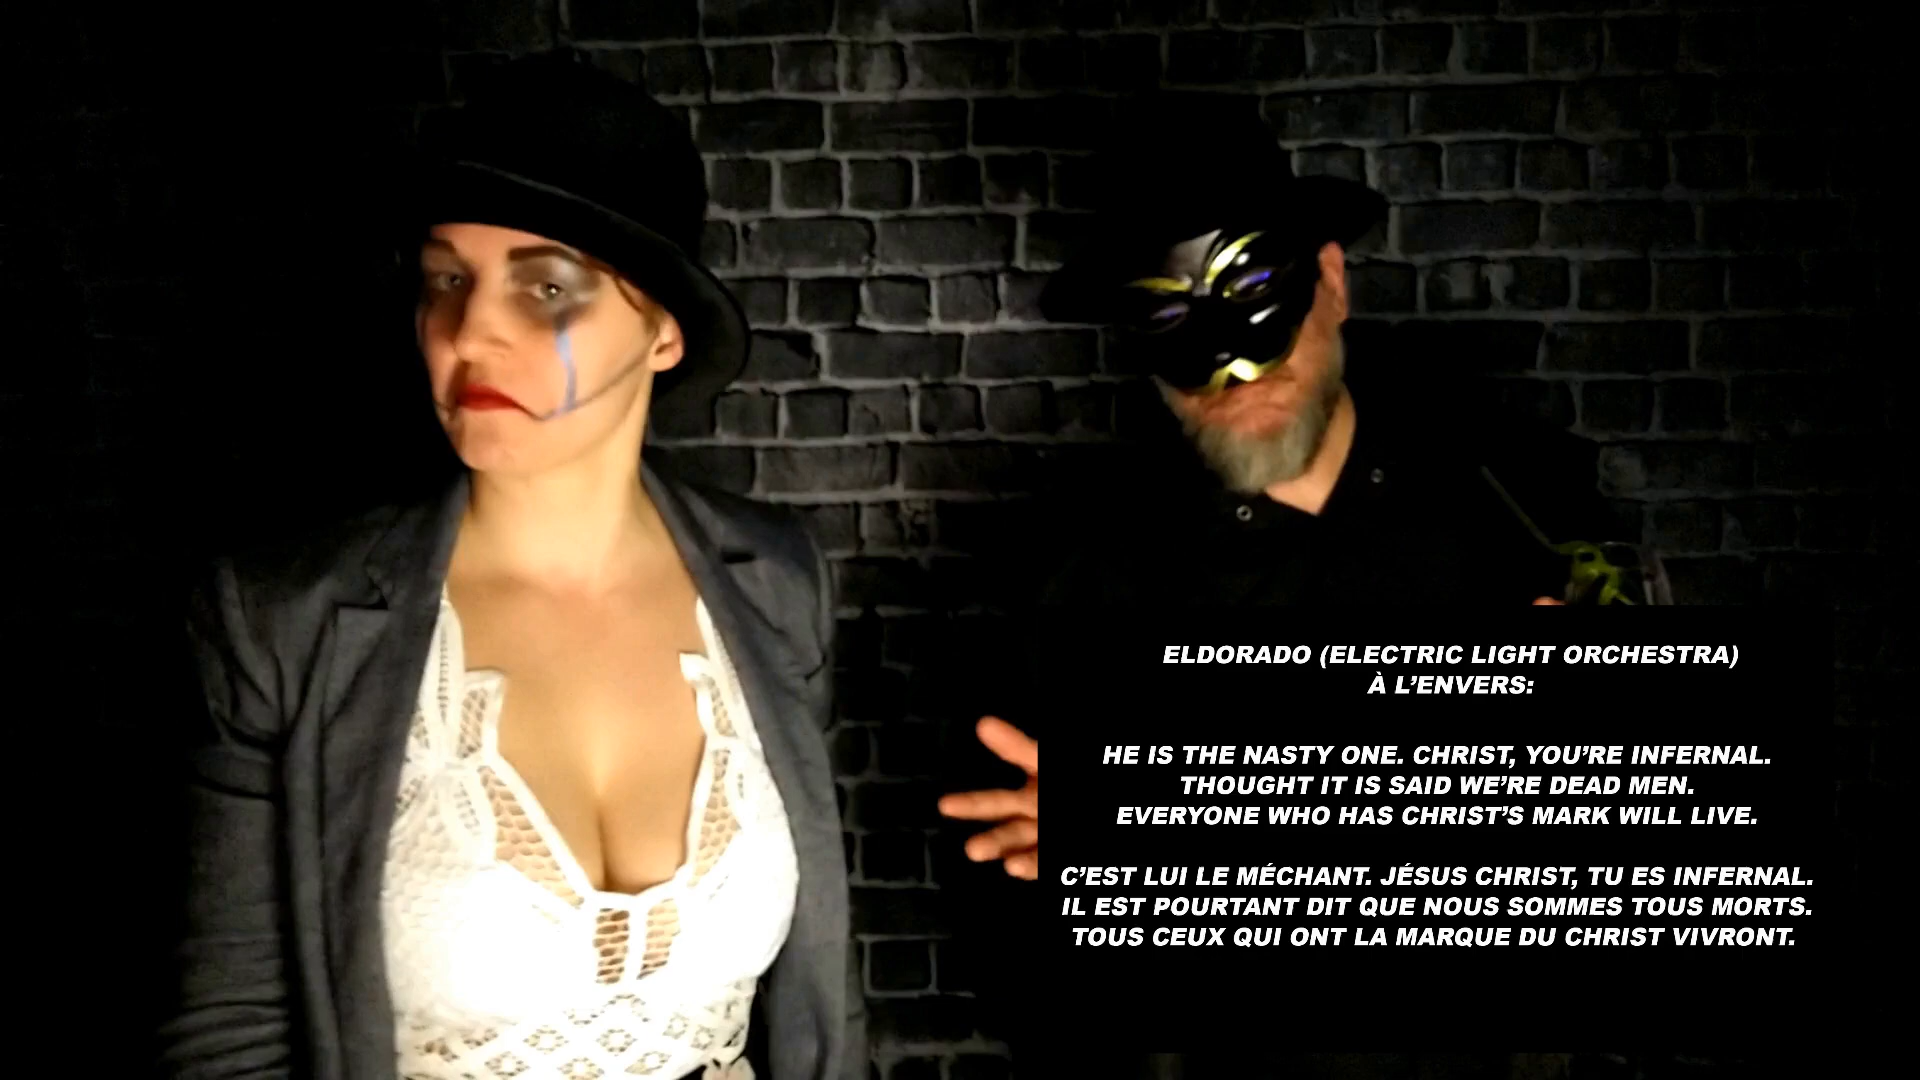 ELDORADO (ELECTRIC LIGHT ORCHESTRA)
À L'ENVERS:
HE IS THE NASTY ONE. CHRIST, YOU'RE INFERNAL.
THOUGHT IT IS SAID WE'RE DEAD MEN.
EVERYONE WHO HAS CHRIST'S MARK WILL LIVE.
C'EST LUI LE MÉCHANT. JÉSUS CHRIST, TU ES INFERNAL.
IL EST POURTANT DIT QUE NOUS SOMMES TOUS MORTS.
TOUS CEUX QUI ONT LA MARQUE DU CHRIST VIVRONT.